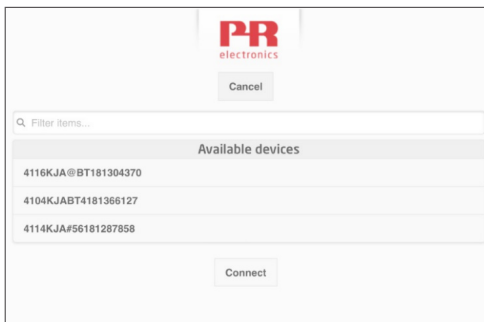 PR
electronics
Cancel
Filter items...
Available devices
4116KJA@BT181304370
4104KJABT4181366127
4114KJA#56181287858
Connect